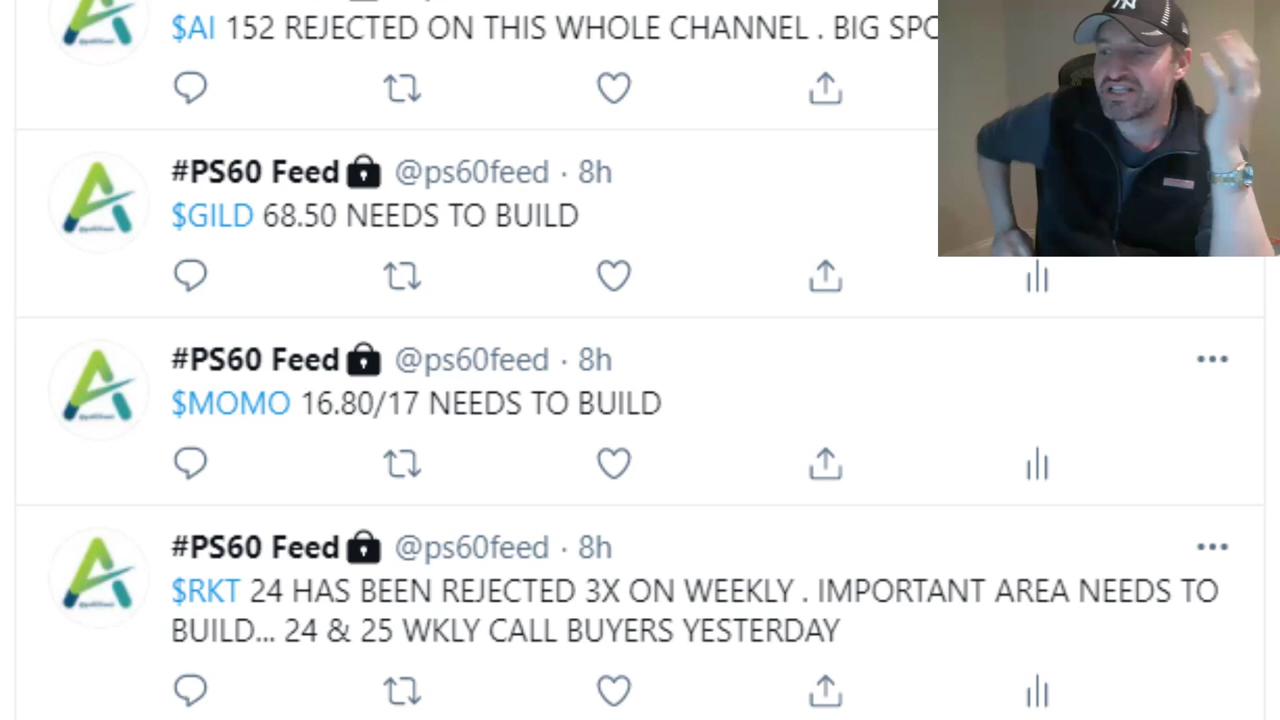 $AI 152 REJECTED ON THIS WHOLE CHANNEL . BIG
#PS60 Feed @ps60feed · 8h
$GILD 68.50 NEEDS TO BUILD
#PS60 Feed @ps60feed · 8h
$MOMO 16.80/17 NEEDS TO BUILD
#PS60 Feed @ps60feed · 8h
$RKT 24 HAS BEEN REJECTED 3X ON WEEKLY . IMPORTANT AREA NEEDS TO
BUILD... 24 & 25 WKLY CALL BUYERS YESTERDAY